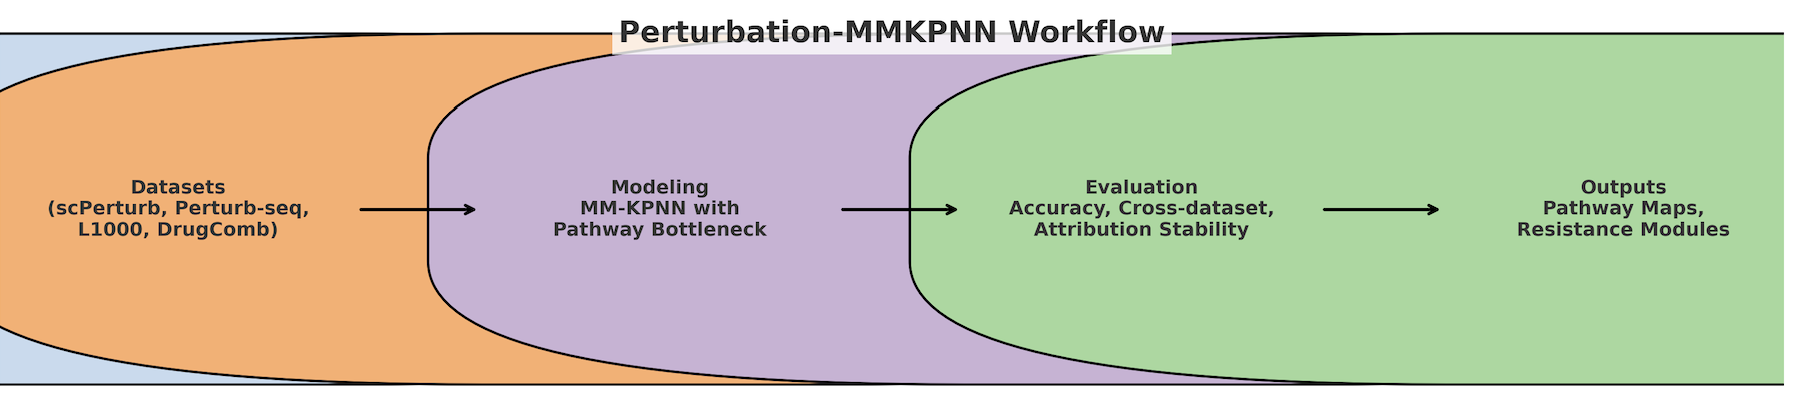 Perturbation-MMKPNN Workflow
Datasets
(scPerturb, Perturb-seq,
L1000, DrugComb)
Modeling
MM-KPNN with
Pathway Bottleneck
Evaluation
Accuracy, Cross-dataset,
Attribution Stability
Outputs
Pathway Maps,
Resistance Modules